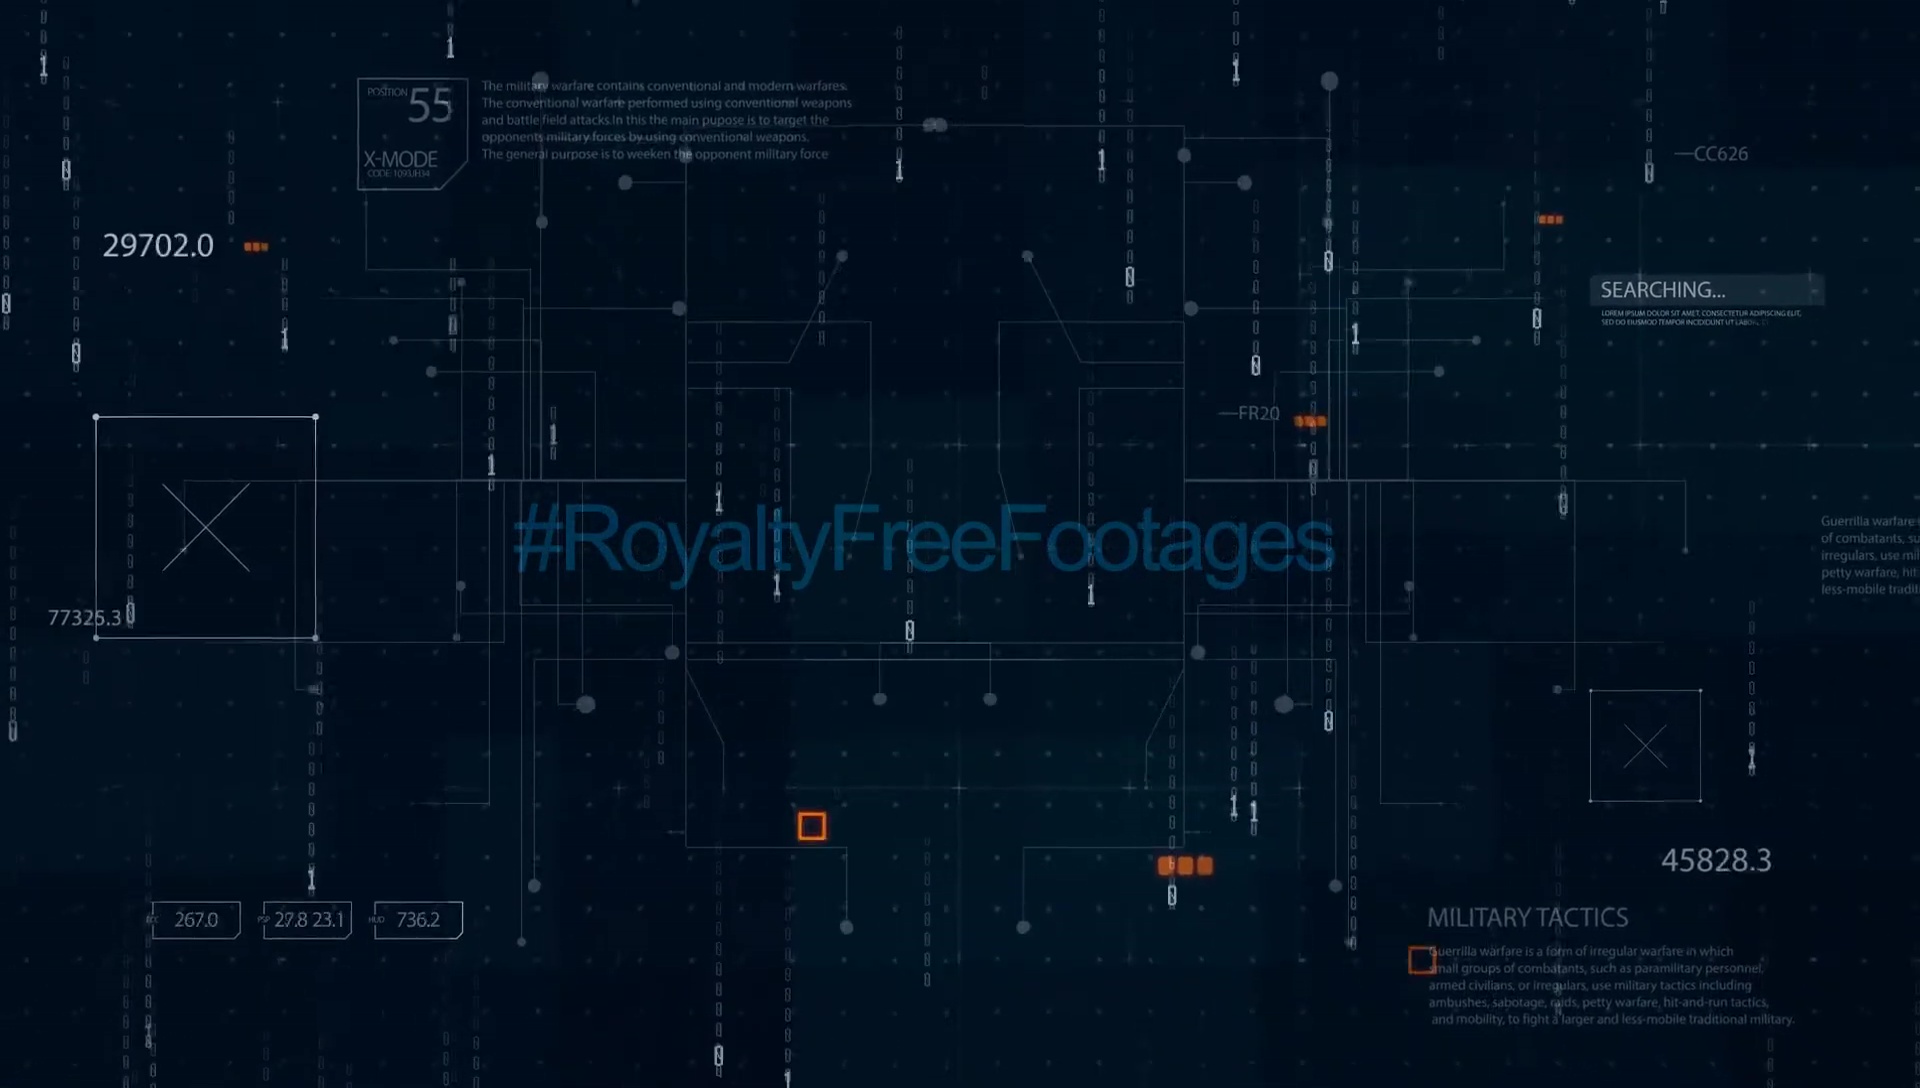 POSITION
55
X-MODE
CODE: 1093JH34
The military warfare contains conventional and modern warfares.
The conventional warfare performed using conventional weapons
and battle field attacks.In this the main pupose is to target the
opponents military forces by using conventional weapons.
The general purpose is to weeken the opponent military force
CC626
29702.0
SEARCHING...
LOREM IPSUM DOLOR SIT AMET, CONSECTETUR ADIPISCING ELIT,
SED DO EIUSMOD TEMPOR INCIDIDUNT UT
FR20
#RoyaltyFreeFootages
Guerrilla warfare
of combatants, su
irregulars, use mil
petty warfare, hit
less-mobile traditi
77325.3
45828.3
267.0
PSP
27.8 23.1
HUD
736.2
MILITARY TACTICS
Guerrilla warfare is a form of irregular warfare in which
small groups of combatants, such as paramilitary personnel,
armed civilians, or irregulars, use military tactics including
ambushes, sabotage, raids, petty warfare, hit-and-run tactics,
and mobility, to fight a larger and less-mobile traditional military.